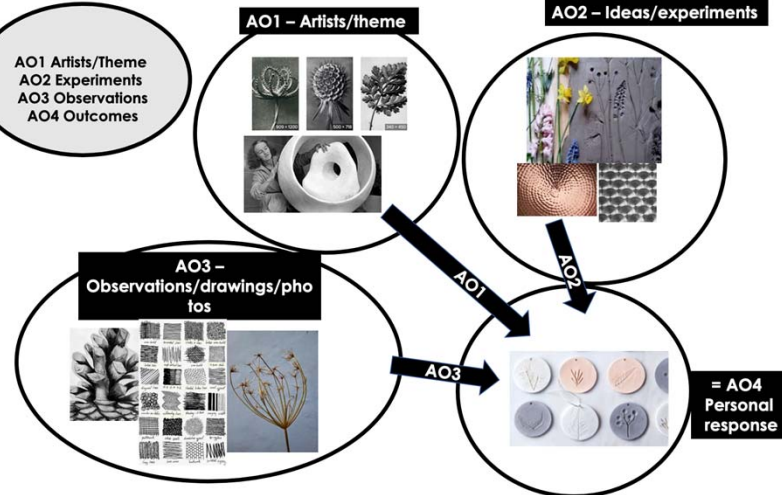 AO1 – Artists/theme
AO2 – Ideas/experiments
AO1 Artists/Theme
AO2 Experiments
AO3 Observations
AO4 Outcomes
AO3 –
Observations/drawings/pho
tos
AO1
AO2
AO3
= AO4
Personal
response